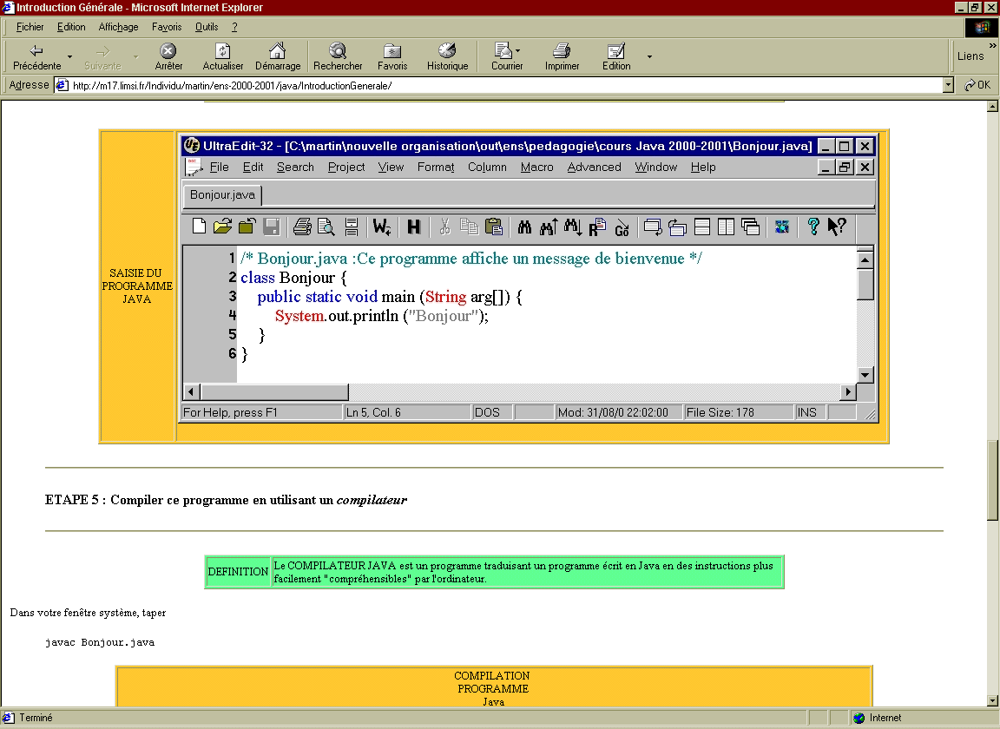 Introduction Générale - Microsoft Internet Explorer
Fichier Edition Affichage Favoris Outils ?
Précédente Suivante Arrêter Actualiser Démarrage Rechercher Favoris Historique Courrier Imprimer Edition Liens »
Adresse http://m17.limsi.fr/Individu/martin/ens-2000-2001/java/IntroductionGenerale/ OK
UltraEdit-32 - [C:\martin\nouvelle organisation\out\ens\pedagogie\cours Java 2000-2001\Bonjour.java]
File Edit Search Project View Format Column Macro Advanced Window Help
Bonjour.java
1 /* Bonjour.java :Ce programme affiche un message de bienvenue */
2 class Bonjour {
3 public static void main (String arg[]) {
4 System.out.println ("Bonjour");
5 }
6 }
For Help, press F1 Ln 5, Col. 6 DOS Mod: 31/08/0 22:02:00 File Size: 178 INS
SAISIE DU
PROGRAMME
JAVA
ETAPE 5 : Compiler ce programme en utilisant un compilateur
DEFINITION
Le COMPILATEUR JAVA est un programme traduisant un programme écrit en Java en des instructions plus
facilement "compréhensibles" par l'ordinateur.
Dans votre fenêtre système, taper
javac Bonjour.java
COMPILATION
PROGRAMME
Java
Terminé Internet